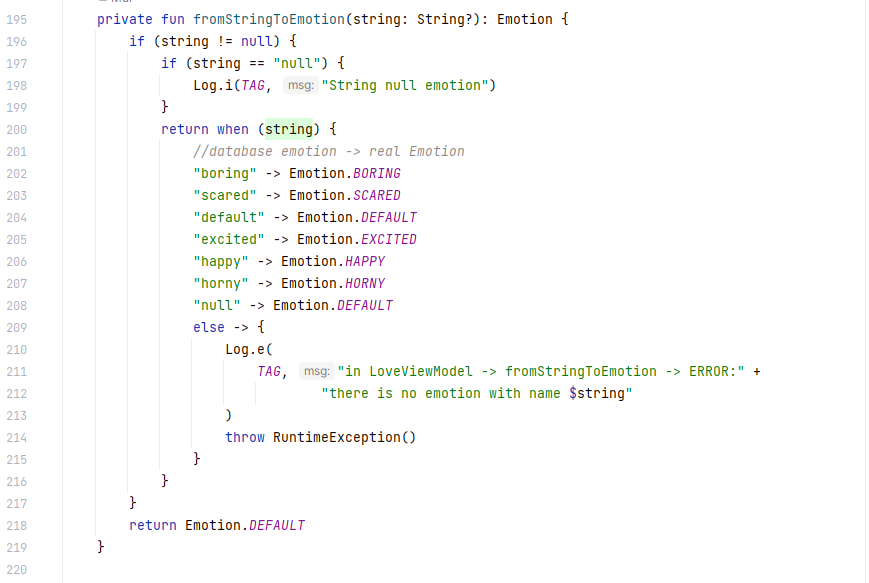 195 private fun fromStringToEmotion(string: String?): Emotion {
196 if (string != null) {
197 if (string == "null") {
198 Log.i(TAG, msg: "String null emotion")
199 }
200 return when (string) {
201 //database emotion -> real Emotion
202 "boring" -> Emotion.BORING
203 "scared" -> Emotion.SCARED
204 "default" -> Emotion.DEFAULT
205 "excited" -> Emotion.EXCITED
206 "happy" -> Emotion.HAPPY
207 "horny" -> Emotion.HORNY
208 "null" -> Emotion.DEFAULT
209 else -> {
210 Log.e(
211 TAG, msg: "in LoveViewModel -> fromStringToEmotion -> ERROR:" +
212 "there is no emotion with name $string"
213 )
214 throw RuntimeException()
215 }
216 }
217 }
218 return Emotion.DEFAULT
219 }
220